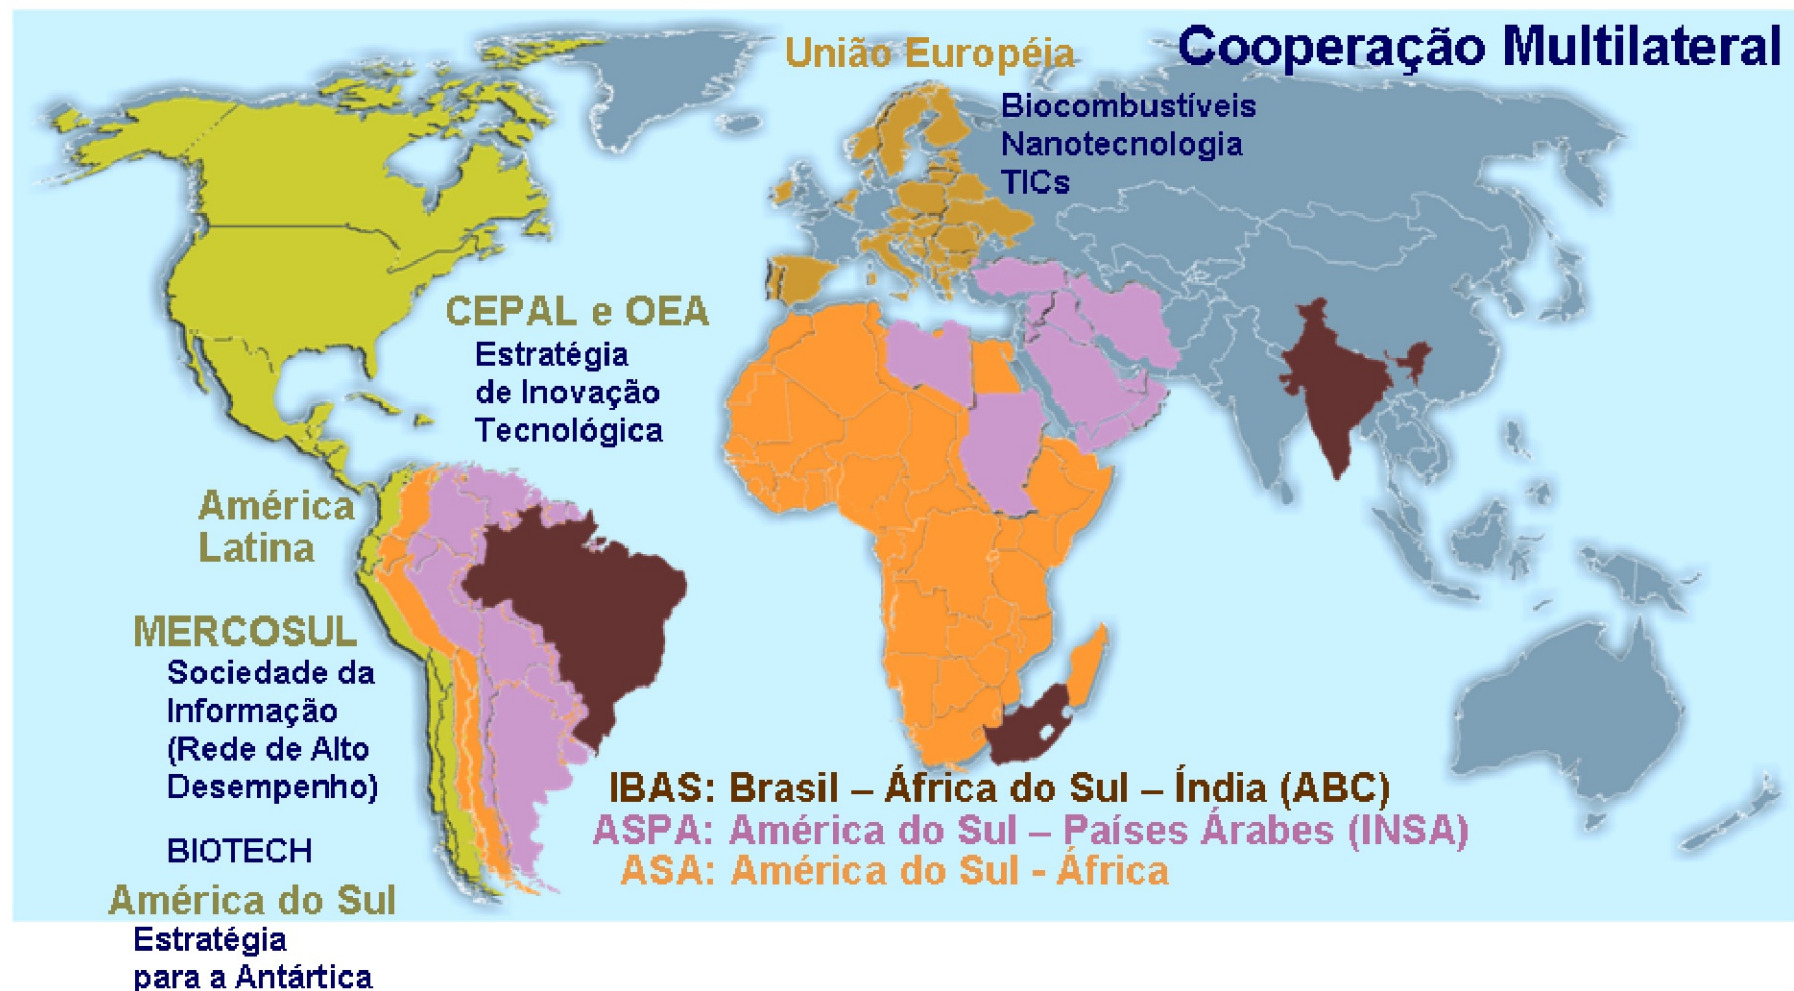 Cooperação Multilateral
União Européia
Biocombustíveis
Nanotecnologia
TICs
CEPAL e OEA
Estratégia
de Inovação
Tecnológica
América
Latina
MERCOSUL
Sociedade da
Informação
(Rede de Alto
Desempenho)
BIOTECH
América do Sul
Estratégia
para a Antártica
IBAS: Brasil – África do Sul – Índia (ABC)
ASPA: América do Sul – Países Árabes (INSA)
ASA: América do Sul - África